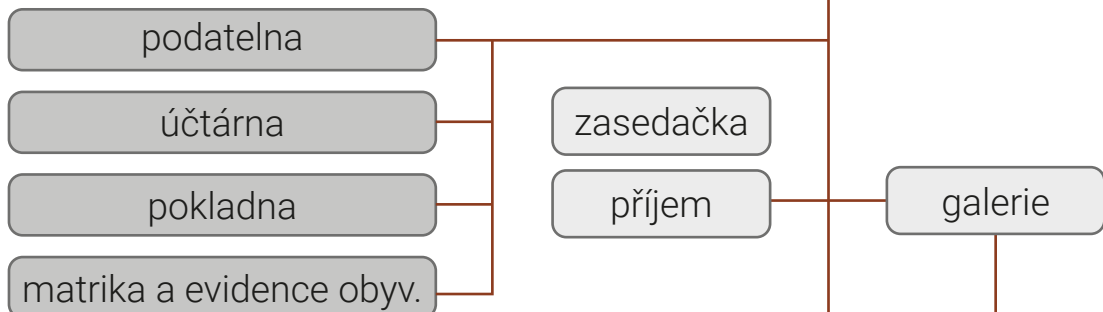 podatelna
účtárna
pokladna
matrika a evidence obyv.
zasedačka
příjem
galerie